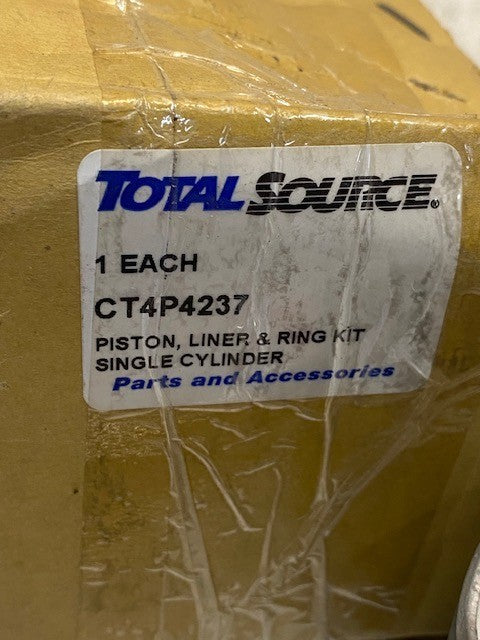 TOTAL SOURCE®
1 EACH
CT4P4237
PISTON, LINER & RING KIT
SINGLE CYLINDER
Parts and Accessories